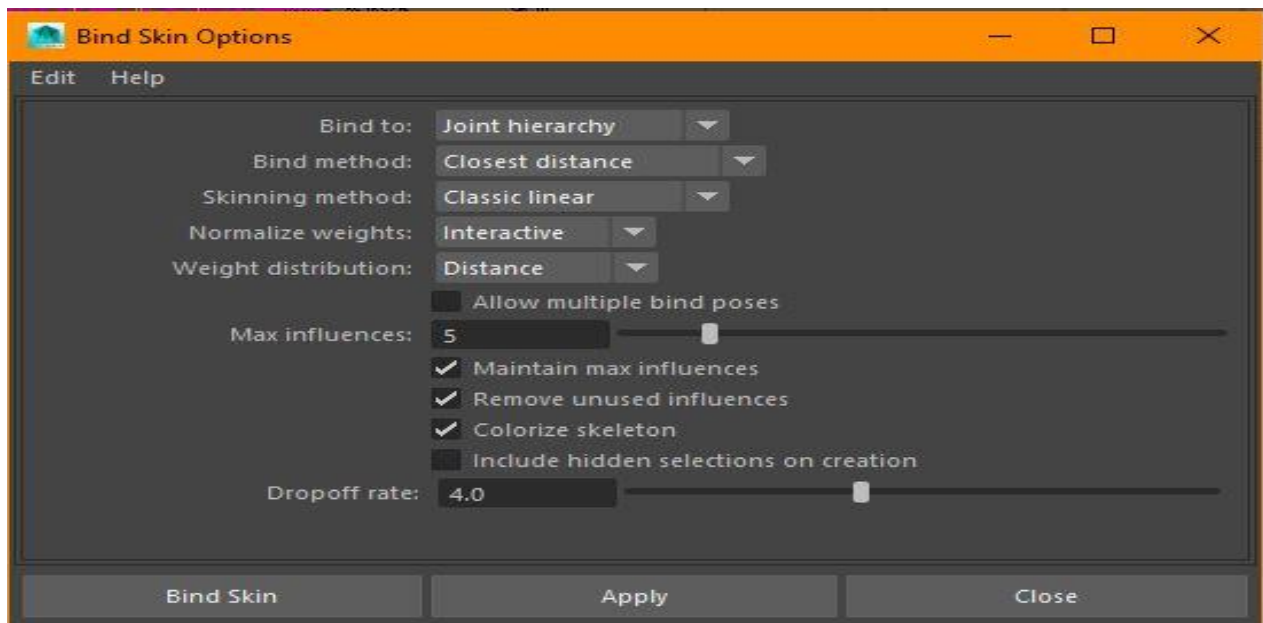 Bind Skin Options
Edit Help
Bind to: Joint hierarchy
Bind method: Closest distance
Skinning method: Classic linear
Normalize weights: Interactive
Weight distribution: Distance
Allow multiple bind poses
Max influences: 5
Maintain max influences
Remove unused influences
Colorize skeleton
Include hidden selections on creation
Dropoff rate: 4.0
Bind Skin Apply Close